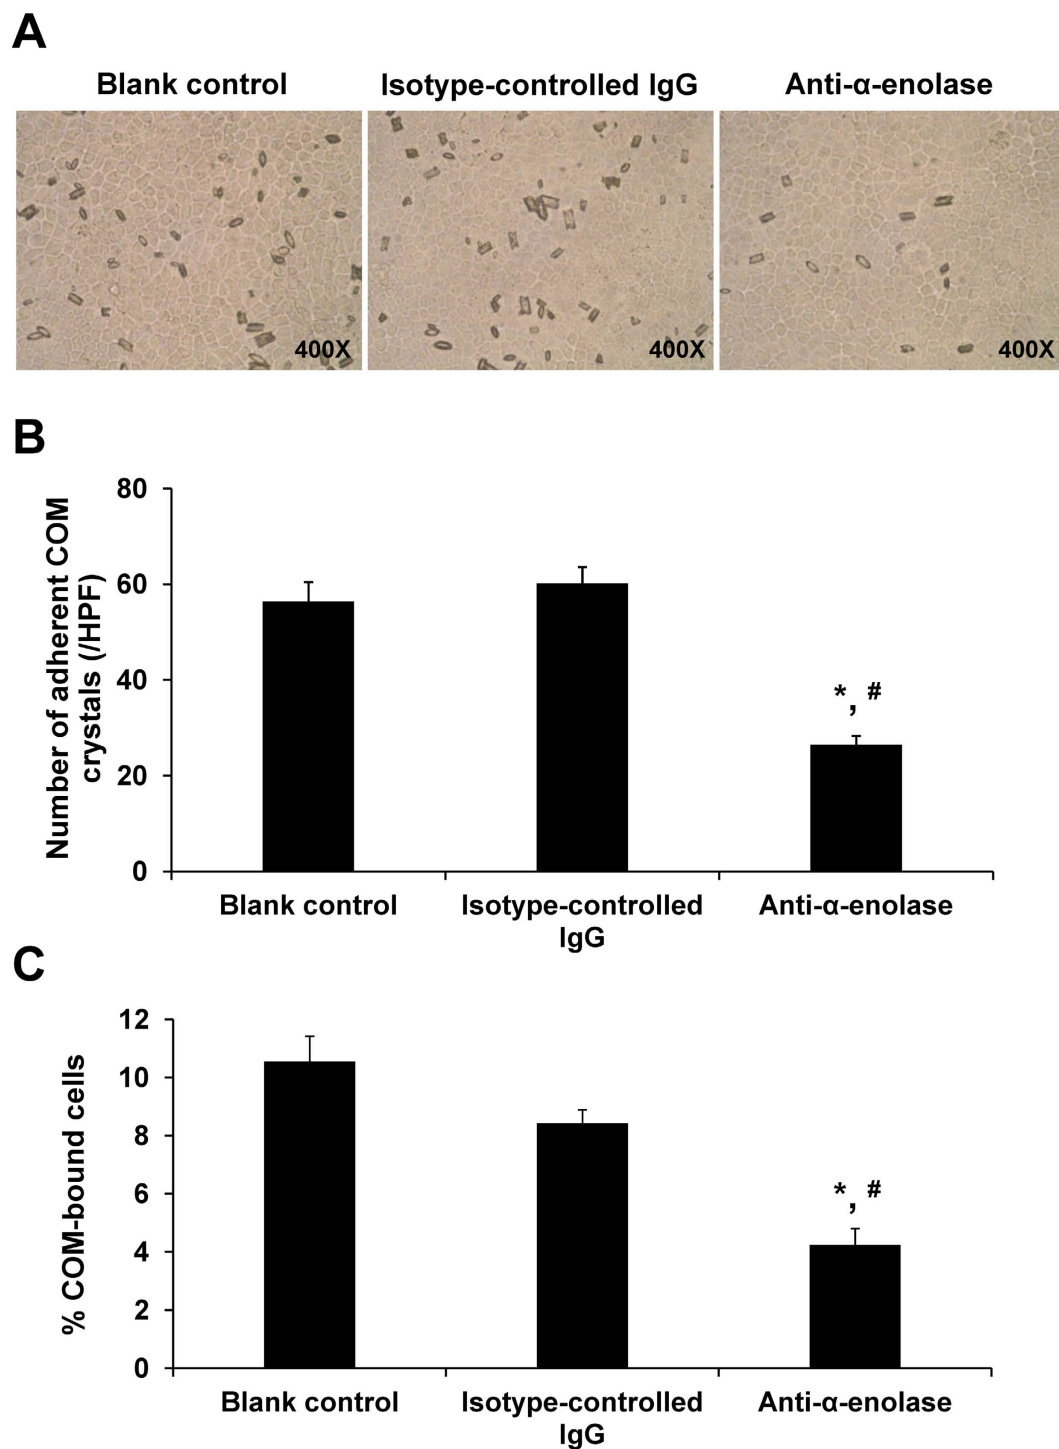 A
Blank control
Isotype-controlled IgG
Anti-α-enolase
400X
400X
400X
B
Number of adherent COM
crystals (/HPF)
80
60
40
20
0
*, #
Blank control
Isotype-controlled
IgG
Anti-α-enolase
C
% COM-bound cells
12
10
8
6
4
2
0
*, #
Blank control
Isotype-controlled
IgG
Anti-α-enolase